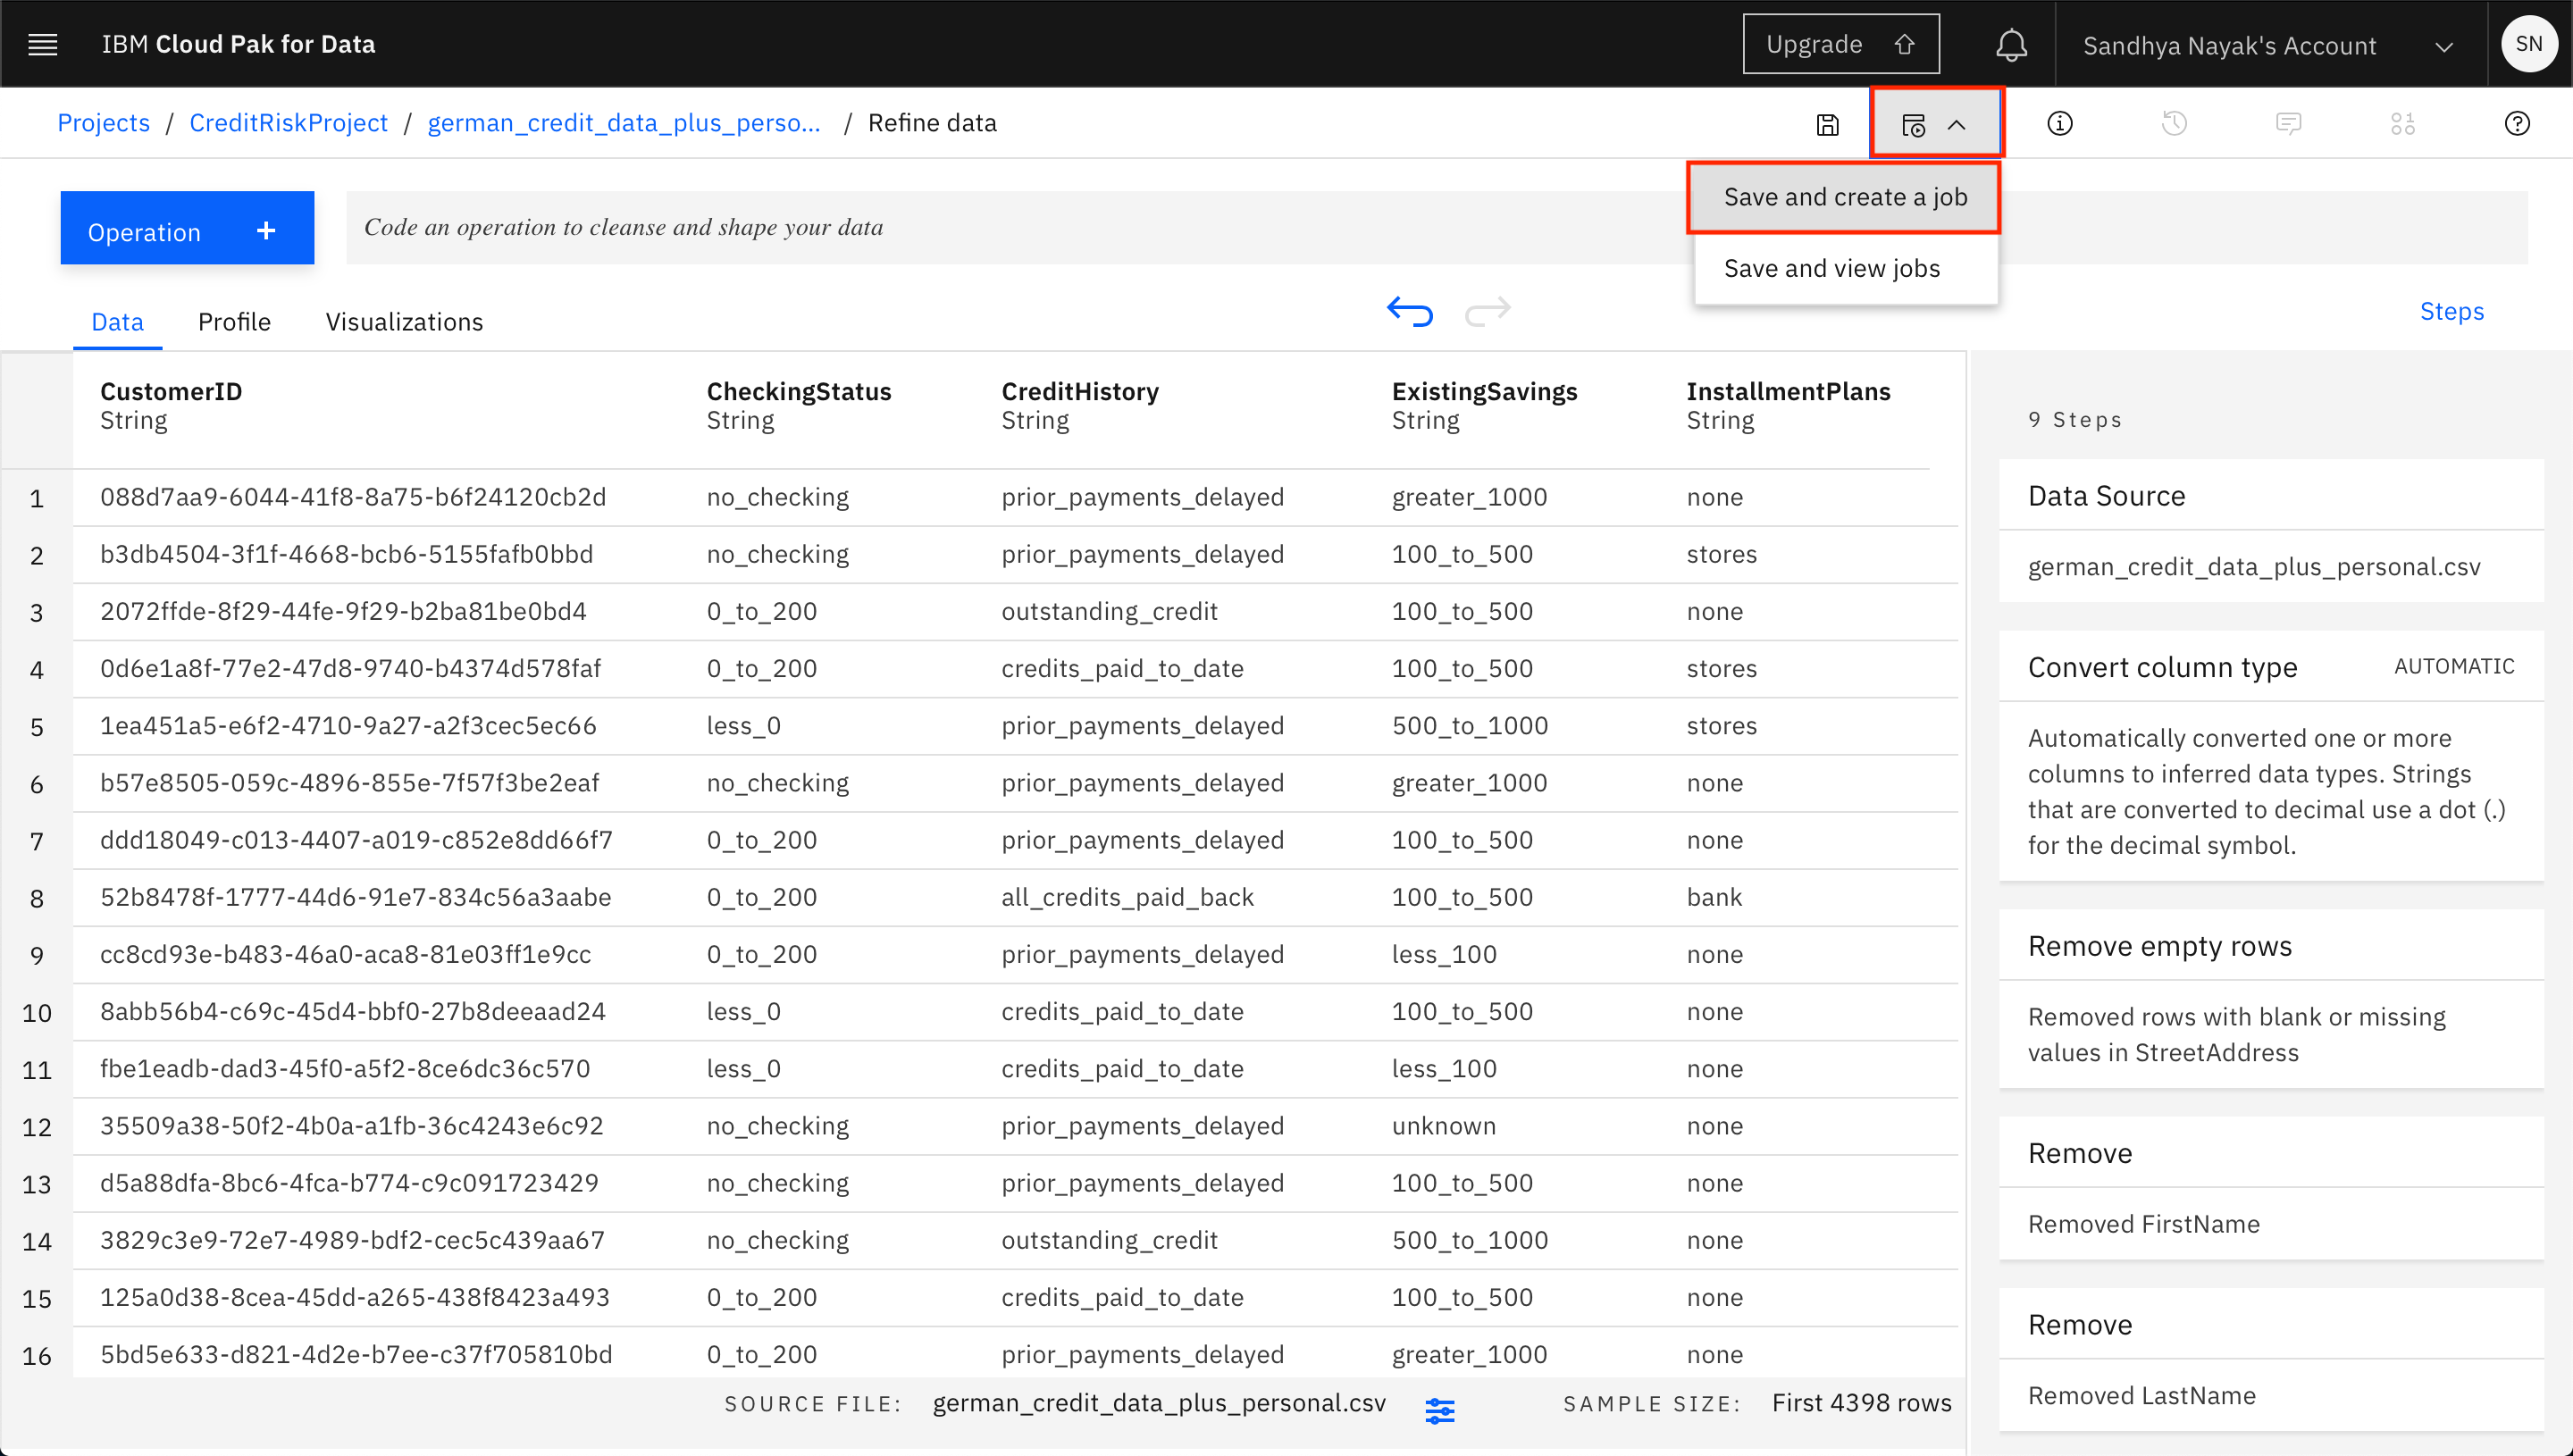 IBM Cloud Pak for Data
Upgrade
Sandhya Nayak's Account
SN
Projects / CreditRiskProject / german_credit_data_plus_perso... / Refine data
Save and create a job
Save and view jobs
Operation +
Code an operation to cleanse and shape your data
Data Profile Visualizations
Steps
CustomerID CheckingStatus CreditHistory ExistingSavings InstallmentPlans
String String String String String
1 088d7aa9-6044-41f8-8a75-b6f24120cb2d no_checking prior_payments_delayed greater_1000 none
2 b3db4504-3f1f-4668-bcb6-5155fafb0bbd no_checking prior_payments_delayed 100_to_500 stores
3 2072ffde-8f29-44fe-9f29-b2ba81be0bd4 0_to_200 outstanding_credit 100_to_500 none
4 0d6e1a8f-77e2-47d8-9740-b4374d578faf 0_to_200 credits_paid_to_date 100_to_500 stores
5 1ea451a5-e6f2-4710-9a27-a2f3cec5ec66 less_0 prior_payments_delayed 500_to_1000 stores
6 b57e8505-059c-4896-855e-7f57f3be2eaf no_checking prior_payments_delayed greater_1000 none
7 ddd18049-c013-4407-a019-c852e8dd66f7 0_to_200 prior_payments_delayed 100_to_500 none
8 52b8478f-1777-44d6-91e7-834c56a3aabe 0_to_200 all_credits_paid_back 100_to_500 bank
9 cc8cd93e-b483-46a0-aca8-81e03ff1e9cc 0_to_200 prior_payments_delayed less_100 none
10 8abb56b4-c69c-45d4-bbf0-27b8deeaad24 less_0 credits_paid_to_date 100_to_500 none
11 fbe1eadb-dad3-45f0-a5f2-8ce6dc36c570 less_0 credits_paid_to_date less_100 none
12 35509a38-50f2-4b0a-a1fb-36c4243e6c92 no_checking prior_payments_delayed unknown none
13 d5a88dfa-8bc6-4fca-b774-c9c091723429 no_checking prior_payments_delayed 100_to_500 none
14 3829c3e9-72e7-4989-bdf2-cec5c439aa67 no_checking outstanding_credit 500_to_1000 none
15 125a0d38-8cea-45dd-a265-438f8423a493 0_to_200 credits_paid_to_date 100_to_500 none
16 5bd5e633-d821-4d2e-b7ee-c37f705810bd 0_to_200 prior_payments_delayed greater_1000 none
SOURCE FILE: german_credit_data_plus_personal.csv SAMPLE SIZE: First 4398 rows
9 Steps
Data Source
german_credit_data_plus_personal.csv
Convert column type AUTOMATIC
Automatically converted one or more
columns to inferred data types. Strings
that are converted to decimal use a dot (.)
for the decimal symbol.
Remove empty rows
Removed rows with blank or missing
values in StreetAddress
Remove
Removed FirstName
Remove
Removed LastName